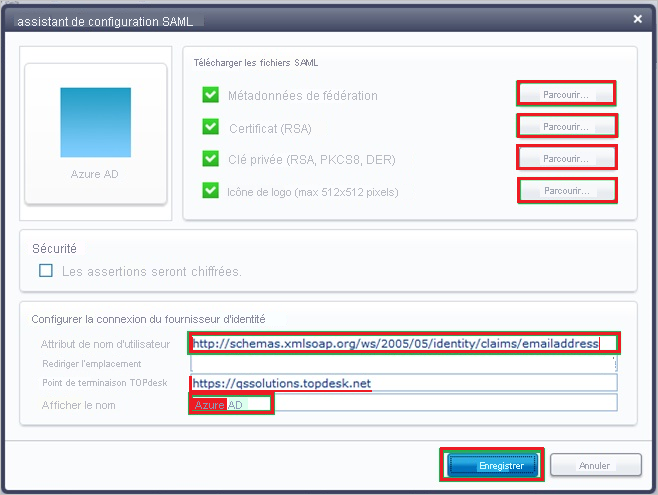 assistant de configuration SAML
Télécharger les fichiers SAML
Métadonnées de fédération
Parcourir...
Certificat (RSA)
Parcourir...
Clé privée (RSA, PKCS8, DER)
Parcourir...
Azure AD
Icône de logo (max 512x512 pixels)
Parcourir...
Sécurité
Les assertions seront chiffrées.
Configurer la connexion du fournisseur d'identité
Attribut de nom d'utilisateur
http://schemas.xmlsoap.org/ws/2005/05/identity/claims/emailaddress
Rediriger l'emplacement
Point de terminaison TOPdesk
https://qssolutions.topdesk.net
Afficher le nom
Azure AD
Enregistrer
Annuler